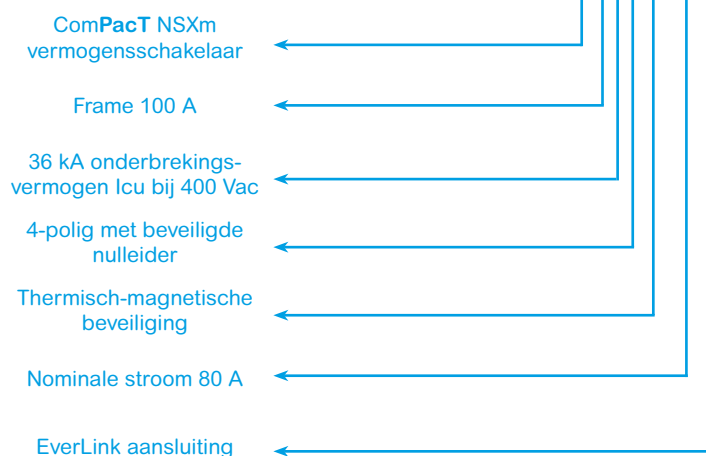 ComPacT NSXm
vermogensschakelaar
Frame 100 A
36 kA onderbrekings-
vermogen Icu bij 400 Vac
4-polig met beveiligde
nulleider
Thermisch-magnetische
beveiliging
Nominale stroom 80 A
EverLink aansluiting